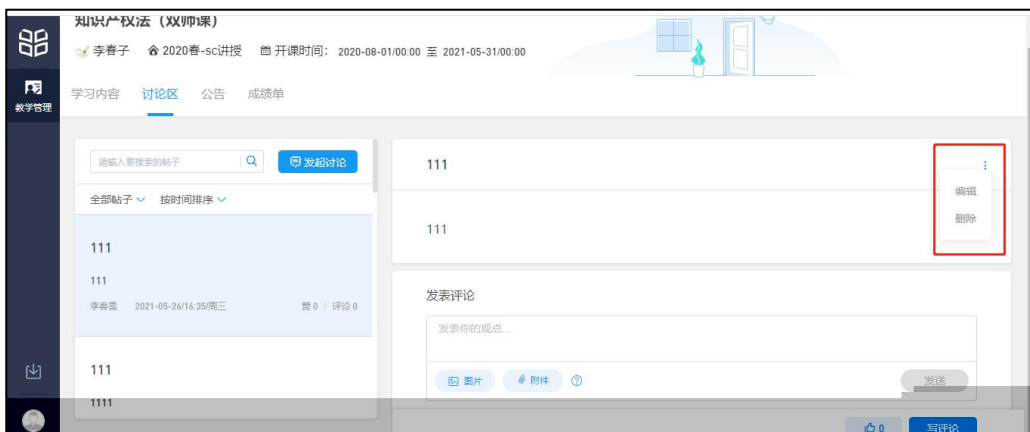 知识产权法（双师课）
李春子 2020春-sc讲授 开课时间： 2020-08-01/00:00 至 2021-05-31/00:00
教学管理
学习内容 讨论区 公告 成绩单
请输入要搜索的帖子 发起讨论
全部帖子 按时间排序
111
111
李春雪 2021-05-26/16:35/周三 赞 0 | 评论 0
111
1111
111
编辑
删除
111
发表评论
发表你的观点...
图片 附件 发送
0 写评论